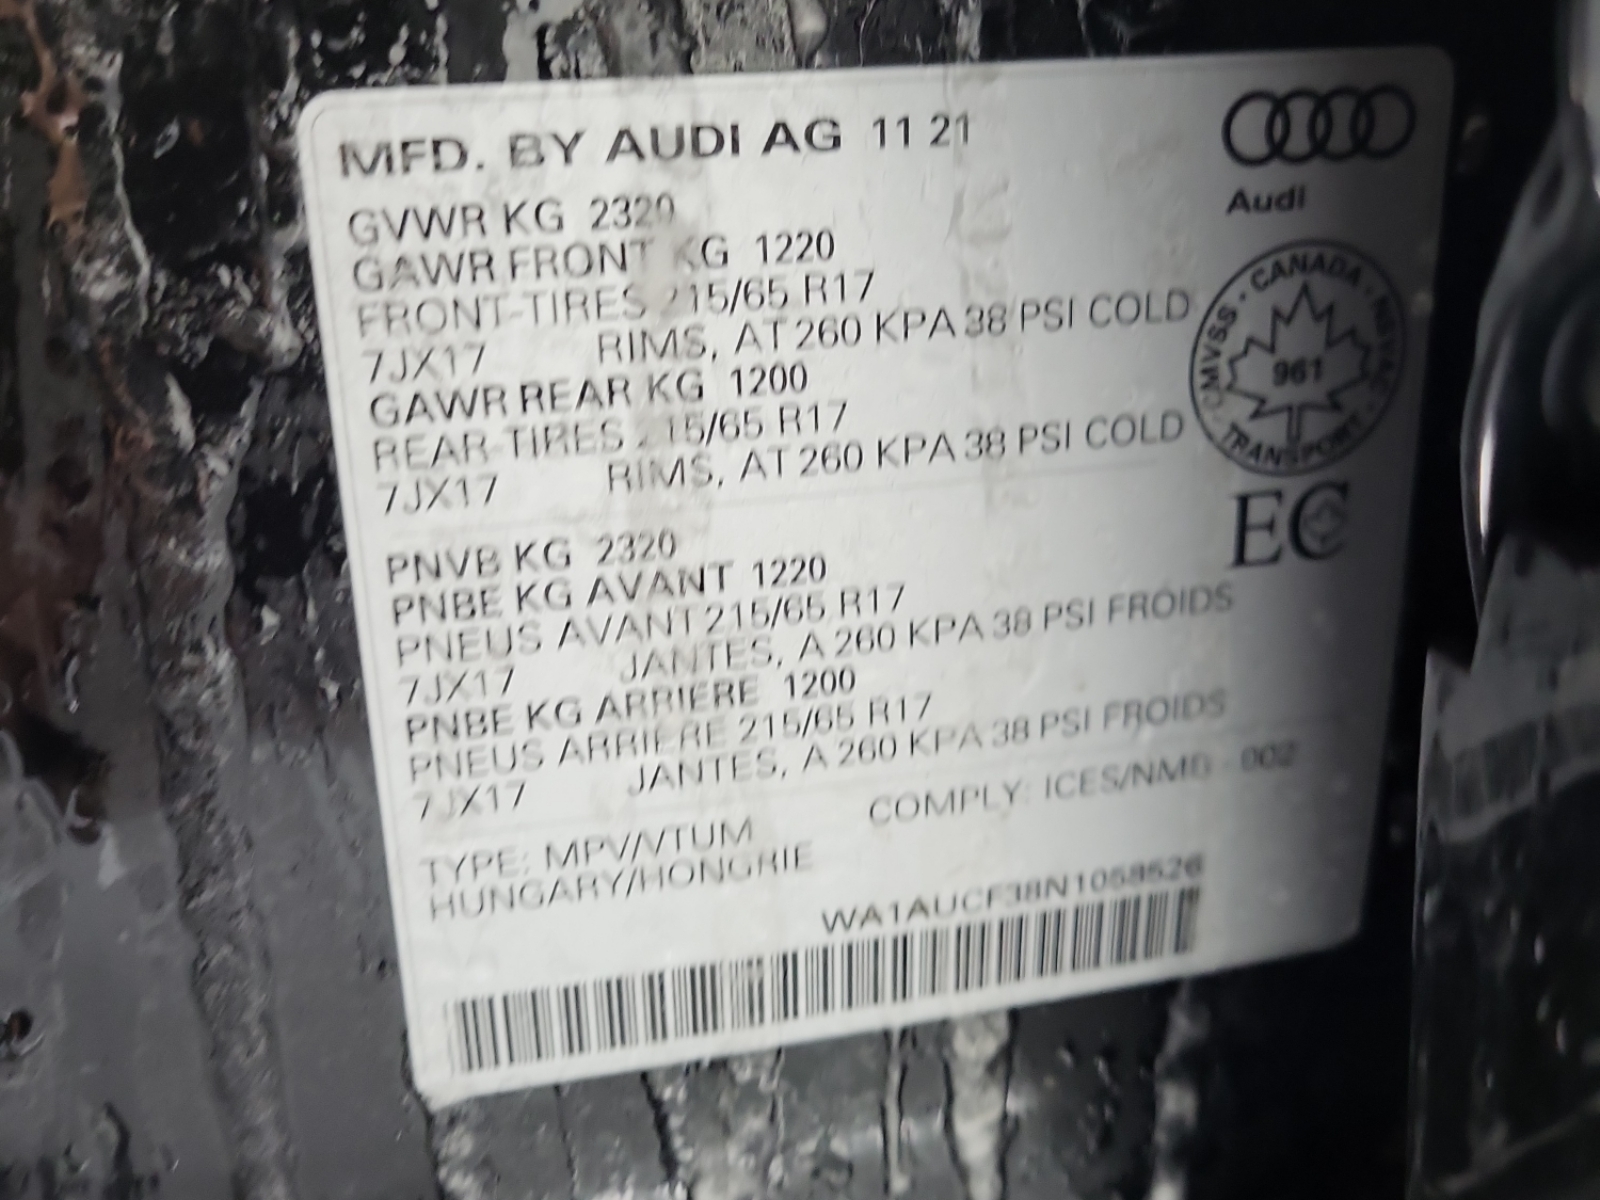 MFD. BY AUDI AG 11 21
Audi
GVWR KG 2320
GAWR FRONT KG 1220
FRONT-TIRES 215/65 R17
7JX17 RIMS, AT 260 KPA 38 PSI COLD
GAWR REAR KG 1200
REAR-TIRES 215/65 R17
7JX17 RIMS, AT 260 KPA 38 PSI COLD
CMVSS · CANADA · NSVAC · TRANSPORT
961
EC
PNVB KG 2320
PNBE KG AVANT 1220
PNEUS AVANT 215/65 R17
7JX17 JANTES, A 260 KPA 38 PSI FROIDS
PNBE KG ARRIERE 1200
PNEUS ARRIERE 215/65 R17
7JX17 JANTES, A 260 KPA 38 PSI FROIDS
TYPE: MPV/VTUM COMPLY: ICES/NMB - 002
HUNGARY/HONGRIE
WA1AUCF38N1058526